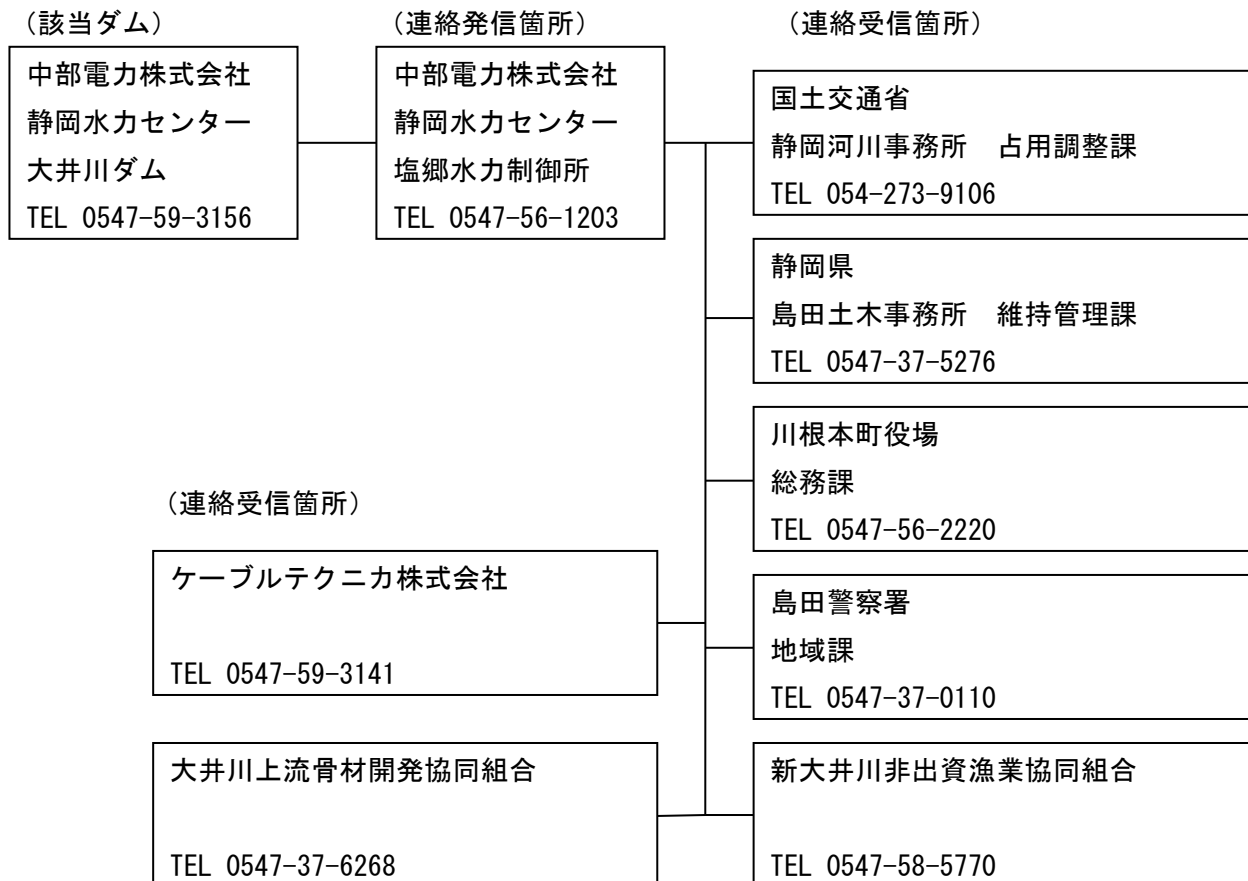 （該当ダム）
中部電力株式会社
静岡水力センター
大井川ダム
TEL 0547-59-3156
（連絡発信箇所）
中部電力株式会社
静岡水力センター
塩郷水力制御所
TEL 0547-56-1203
（連絡受信箇所）
国土交通省
静岡河川事務所　占用調整課
TEL 054-273-9106
静岡県
島田土木事務所　維持管理課
TEL 0547-37-5276
川根本町役場
総務課
TEL 0547-56-2220
島田警察署
地域課
TEL 0547-37-0110
新大井川非出資漁業協同組合
TEL 0547-58-5770
（連絡受信箇所）
ケーブルテクニカ株式会社
TEL 0547-59-3141
大井川上流骨材開発協同組合
TEL 0547-37-6268